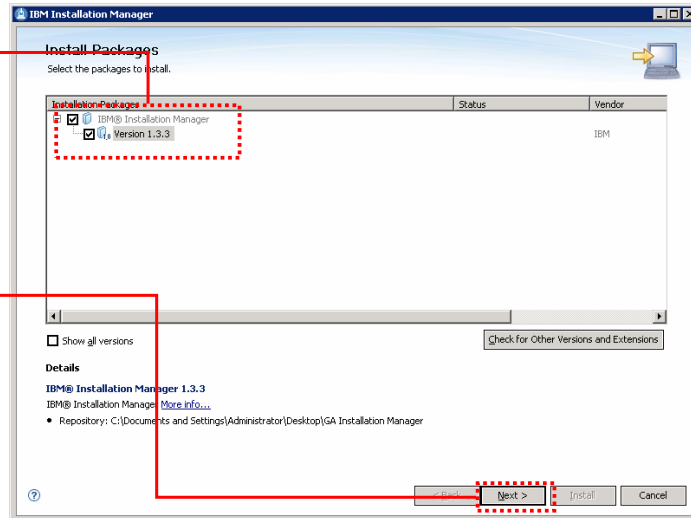 IBM Installation Manager
Install Packages
Select the packages to install.
Installation Packages Status Vendor
IBM® Installation Manager
Version 1.3.3 IBM
Show all versions Check for Other Versions and Extensions
Details
IBM® Installation Manager 1.3.3
IBM® Installation Manager More info...
• Repository: C:\Documents and Settings\Administrator\Desktop\GA Installation Manager
? < Back Next > Install Cancel